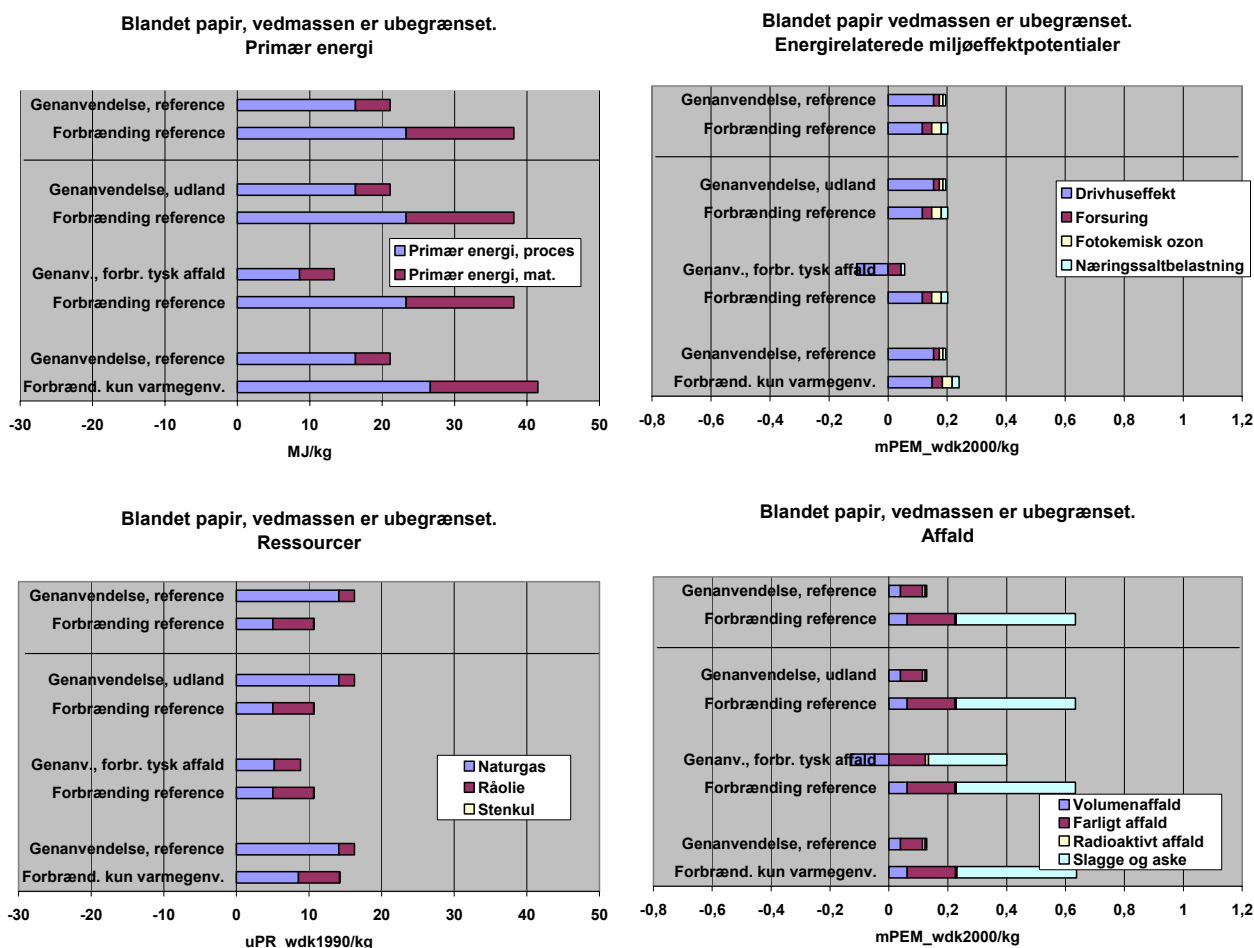 Blandet papir, vedmassen er ubegrænset.
Primær energi
Genanvendelse, reference
Forbrænding reference
Genanvendelse, udland
Forbrænding reference
Genanv., forbr. tysk affald
Forbrænding reference
Genanvendelse, reference
Forbrænd. kun varmegenv.
Primær energi, proces
Primær energi, mat.
-30 -20 -10 0 10 20 30 40 50
MJ/kg
Blandet papir vedmassen er ubegrænset.
Energirelaterede miljøeffektpotentialer
Genanvendelse, reference
Forbrænding reference
Genanvendelse, udland
Forbrænding reference
Genanv., forbr. tysk affald
Forbrænding reference
Genanvendelse, reference
Forbrænd. kun varmegenv.
Drivhuseffekt
Forsuring
Fotokemisk ozon
Næringssaltbelastning
-0,8 -0,6 -0,4 -0,2 0 0,2 0,4 0,6 0,8 1 1,2
mPEM_wdk2000/kg
Blandet papir, vedmassen er ubegrænset.
Ressourcer
Genanvendelse, reference
Forbrænding reference
Genanvendelse, udland
Forbrænding reference
Genanv., forbr. tysk affald
Forbrænding reference
Genanvendelse, reference
Forbrænd. kun varmegenv.
Naturgas
Råolie
Stenkul
-30 -20 -10 0 10 20 30 40 50
uPR_wdk1990/kg
Blandet papir, vedmassen er ubegrænset.
Affald
Genanvendelse, reference
Forbrænding reference
Genanvendelse, udland
Forbrænding reference
Genanv., forbr. tysk affald
Forbrænding reference
Genanvendelse, reference
Forbrænd. kun varmegenv.
Volumenaffald
Farligt affald
Radioaktivt affald
Slagge og aske
-0,8 -0,6 -0,4 -0,2 0 0,2 0,4 0,6 0,8 1 1,2
mPEM_wdk2000/kg